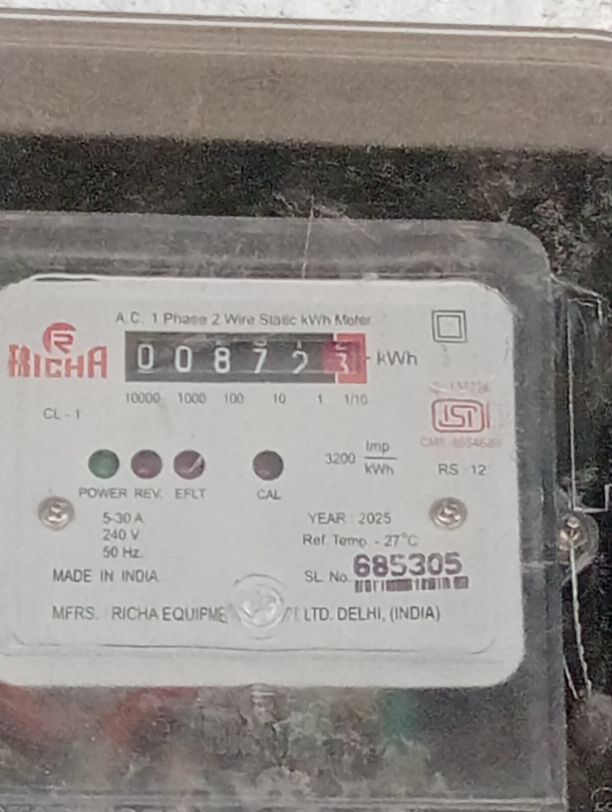 A.C. 1 Phase 2 Wire Static kWh Meter
R
RICHA
0 0 8 7 2 3 kWh
10000 1000 100 10 1 1/10
CL - 1
ISI
3200 Imp/kWh
RS 12
POWER REV. EFLT CAL
5-30 A
240 V.
50 Hz.
YEAR 2025
Ref. Temp. - 27°C
MADE IN INDIA
SL. No. 685305
MFRS. RICHA EQUIPME LTD. DELHI, (INDIA)